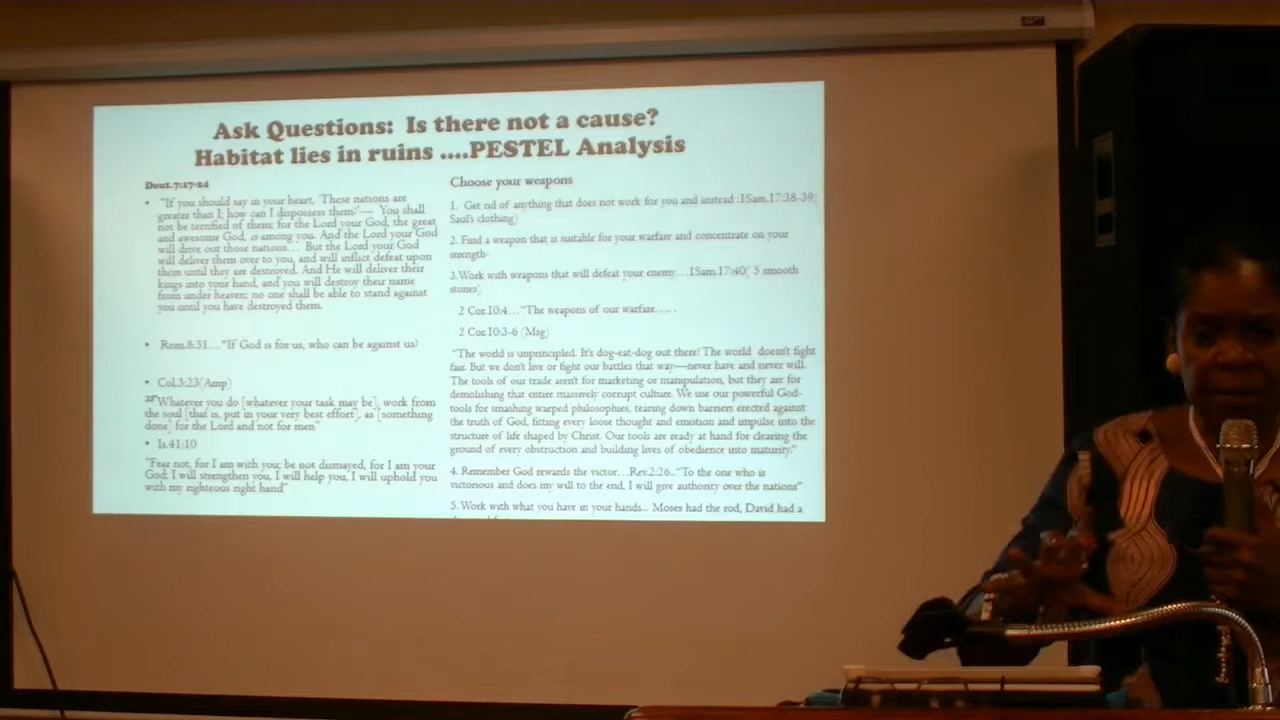 Ask Questions: Is there not a cause?
Habitat lies in ruins ....PESTEL Analysis
Deut.7:17-24
• "If you should say in your heart, 'These nations are
greater than I; how can I dispossess them?'— You shall
not be terrified of them; for the Lord your God, the great
and awesome God, is among you. And the Lord your God
will drive out those nations... But the Lord your God
will deliver them over to you, and will inflict defeat upon
them until they are destroyed. And He will deliver their
kings into your hand, and you will destroy their name
from under heaven; no one shall be able to stand against
you until you have destroyed them.
• Rom.8:31...."If God is for us, who can be against us?
• Col.3:23(Amp)
23"Whatever you do [whatever your task may be], work from
the soul [that is, put in your very best effort], as [something
done] for the Lord and not for men"
• Is.41:10
"Fear not, for I am with you; be not dismayed, for I am your
God; I will strengthen you, I will help you, I will uphold you
with my righteous right hand"
Choose your weapons
1. Get rid of anything that does not work for you and instead :1Sam.17:38-39(
Saul's clothing)
2. Find a weapon that is suitable for your warfare and concentrate on your
strength-
3.Work with weapons that will defeat your enemy...1Sam.17:40( 5 smooth
stones)
2 Cor.10:4..."The weapons of our warfare.....
2 Cor.10:3-6 (Msg)
"The world is unprincipled. It's dog-eat-dog out there! The world doesn't fight
fair. But we don't live or fight our battles that way—never have and never will.
The tools of our trade aren't for marketing or manipulation, but they are for
demolishing that entire massively corrupt culture. We use our powerful God-
tools for smashing warped philosophies, tearing down barriers erected against
the truth of God, fitting every loose thought and emotion and impulse into the
structure of life shaped by Christ. Our tools are ready at hand for clearing the
ground of every obstruction and building lives of obedience into maturity."
4. Remember God rewards the victor...Rev.2:26.."To the one who is
victorious and does my will to the end, I will give authority over the nations"
5. Work with what you have in your hands... Moses had the rod, David had a